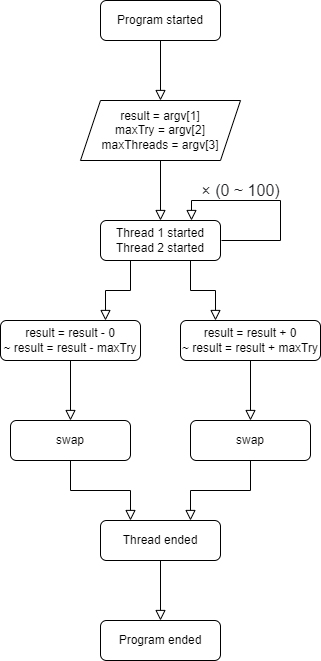 Program started
result = argv[1]
maxTry = argv[2]
maxThreads = argv[3]
× (0 ~ 100)
Thread 1 started
Thread 2 started
result = result - 0
~ result = result - maxTry
result = result + 0
~ result = result + maxTry
swap
swap
Thread ended
Program ended